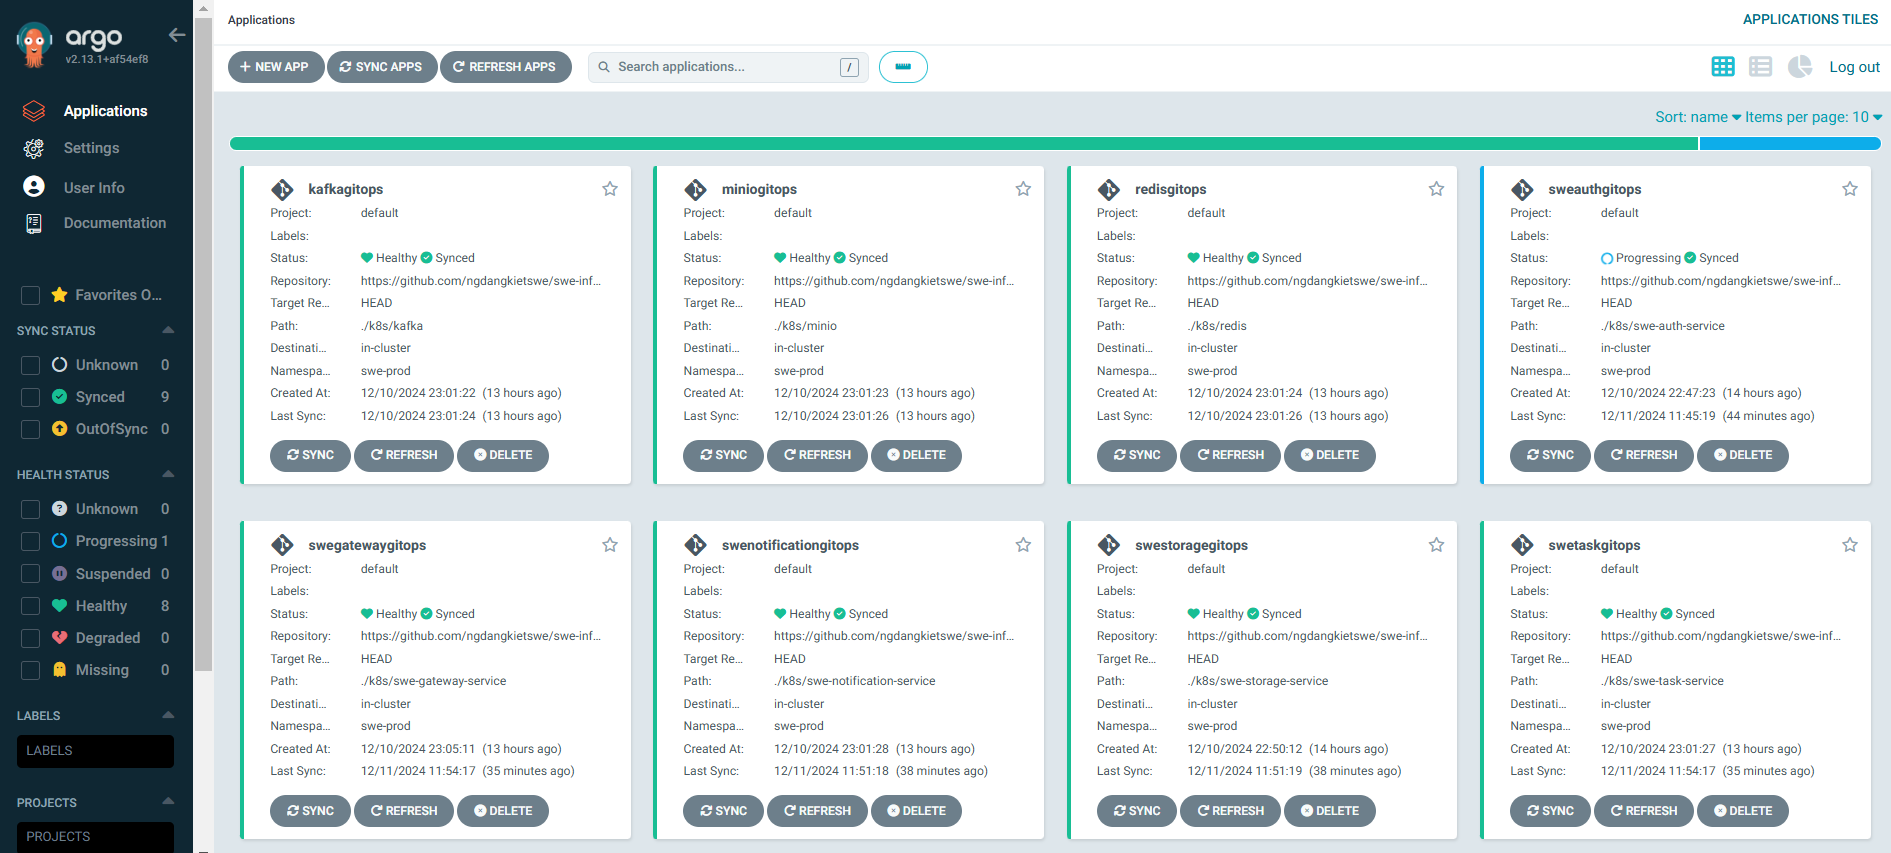 argo
v2.13.1+af54ef8
Applications
Settings
User Info
Documentation
Favorites O...
SYNC STATUS
Unknown 0
Synced 9
OutOfSync 0
HEALTH STATUS
Unknown 0
Progressing 1
Suspended 0
Healthy 8
Degraded 0
Missing 0
LABELS
LABELS
PROJECTS
PROJECTS
Applications
APPLICATIONS TILES
+ NEW APP SYNC APPS REFRESH APPS Search applications... / Log out
Sort: name Items per page: 10
kafkagitops
Project: default
Labels:
Status: Healthy Synced
Repository: https://github.com/ngdangkietswe/swe-inf...
Target Re... HEAD
Path: ./k8s/kafka
Destinati... in-cluster
Namespa... swe-prod
Created At: 12/10/2024 23:01:22 (13 hours ago)
Last Sync: 12/10/2024 23:01:24 (13 hours ago)
SYNC REFRESH DELETE
miniogitops
Project: default
Labels:
Status: Healthy Synced
Repository: https://github.com/ngdangkietswe/swe-inf...
Target Re... HEAD
Path: ./k8s/minio
Destinati... in-cluster
Namespa... swe-prod
Created At: 12/10/2024 23:01:23 (13 hours ago)
Last Sync: 12/10/2024 23:01:26 (13 hours ago)
SYNC REFRESH DELETE
redisgitops
Project: default
Labels:
Status: Healthy Synced
Repository: https://github.com/ngdangkietswe/swe-inf...
Target Re... HEAD
Path: ./k8s/redis
Destinati... in-cluster
Namespa... swe-prod
Created At: 12/10/2024 23:01:24 (13 hours ago)
Last Sync: 12/10/2024 23:01:26 (13 hours ago)
SYNC REFRESH DELETE
sweauthgitops
Project: default
Labels:
Status: Progressing Synced
Repository: https://github.com/ngdangkietswe/swe-inf...
Target Re... HEAD
Path: ./k8s/swe-auth-service
Destinati... in-cluster
Namespa... swe-prod
Created At: 12/10/2024 22:47:23 (14 hours ago)
Last Sync: 12/11/2024 11:45:19 (44 minutes ago)
SYNC REFRESH DELETE
swegatewaygitops
Project: default
Labels:
Status: Healthy Synced
Repository: https://github.com/ngdangkietswe/swe-inf...
Target Re... HEAD
Path: ./k8s/swe-gateway-service
Destinati... in-cluster
Namespa... swe-prod
Created At: 12/10/2024 23:05:11 (13 hours ago)
Last Sync: 12/11/2024 11:54:17 (35 minutes ago)
SYNC REFRESH DELETE
swenotificationgitops
Project: default
Labels:
Status: Healthy Synced
Repository: https://github.com/ngdangkietswe/swe-inf...
Target Re... HEAD
Path: ./k8s/swe-notification-service
Destinati... in-cluster
Namespa... swe-prod
Created At: 12/10/2024 23:01:28 (13 hours ago)
Last Sync: 12/11/2024 11:51:18 (38 minutes ago)
SYNC REFRESH DELETE
swestoragegitops
Project: default
Labels:
Status: Healthy Synced
Repository: https://github.com/ngdangkietswe/swe-inf...
Target Re... HEAD
Path: ./k8s/swe-storage-service
Destinati... in-cluster
Namespa... swe-prod
Created At: 12/10/2024 22:50:12 (14 hours ago)
Last Sync: 12/11/2024 11:51:19 (38 minutes ago)
SYNC REFRESH DELETE
swetaskgitops
Project: default
Labels:
Status: Healthy Synced
Repository: https://github.com/ngdangkietswe/swe-inf...
Target Re... HEAD
Path: ./k8s/swe-task-service
Destinati... in-cluster
Namespa... swe-prod
Created At: 12/10/2024 23:01:27 (13 hours ago)
Last Sync: 12/11/2024 11:54:17 (35 minutes ago)
SYNC REFRESH DELETE